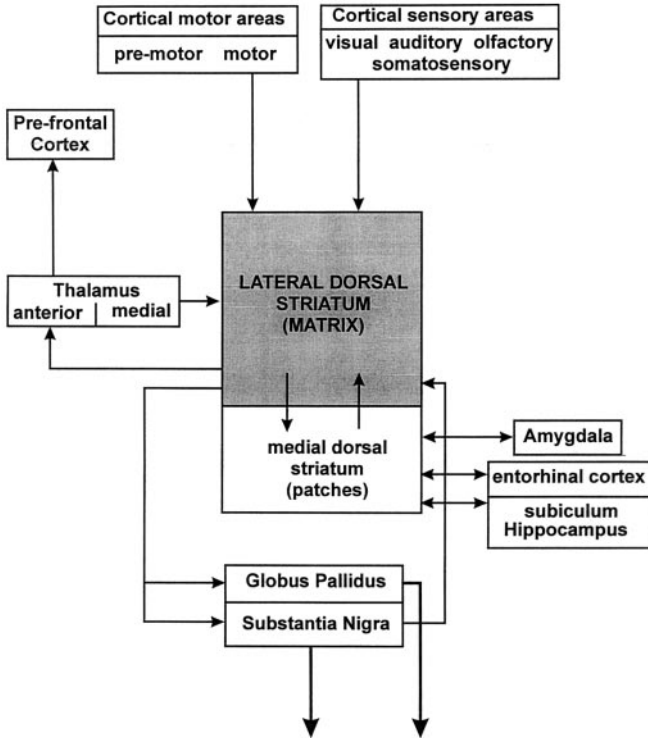 Cortical motor areas
pre-motor motor
Cortical sensory areas
visual auditory olfactory
somatosensory
Pre-frontal
Cortex
Thalamus
anterior medial
LATERAL DORSAL
STRIATUM
(MATRIX)
medial dorsal
striatum
(patches)
Amygdala
entorhinal cortex
subiculum
Hippocampus
Globus Pallidus
Substantia Nigra